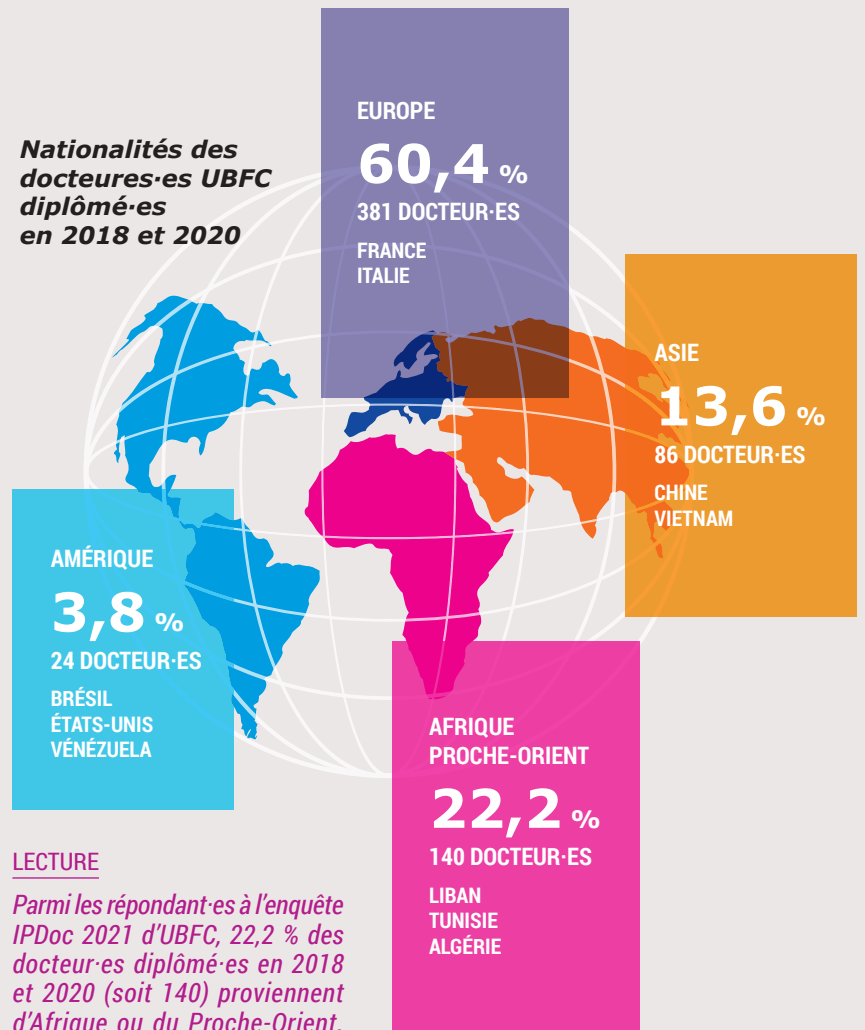 Nationalités des
docteures·es UBFC
diplômé·es
en 2018 et 2020
EUROPE
60,4 %
381 DOCTEUR·ES
FRANCE
ITALIE
ASIE
13,6 %
86 DOCTEUR·ES
CHINE
VIETNAM
AMÉRIQUE
3,8 %
24 DOCTEUR·ES
BRÉSIL
ÉTATS-UNIS
VÉNÉZUELA
AFRIQUE
PROCHE-ORIENT
22,2 %
140 DOCTEUR·ES
LIBAN
TUNISIE
ALGÉRIE
LECTURE
Parmi les répondant·es à l'enquête
IPDoc 2021 d'UBFC, 22,2 % des
docteur·es diplômé·es en 2018
et 2020 (soit 140) proviennent
d'Afrique ou du Proche-Orient.